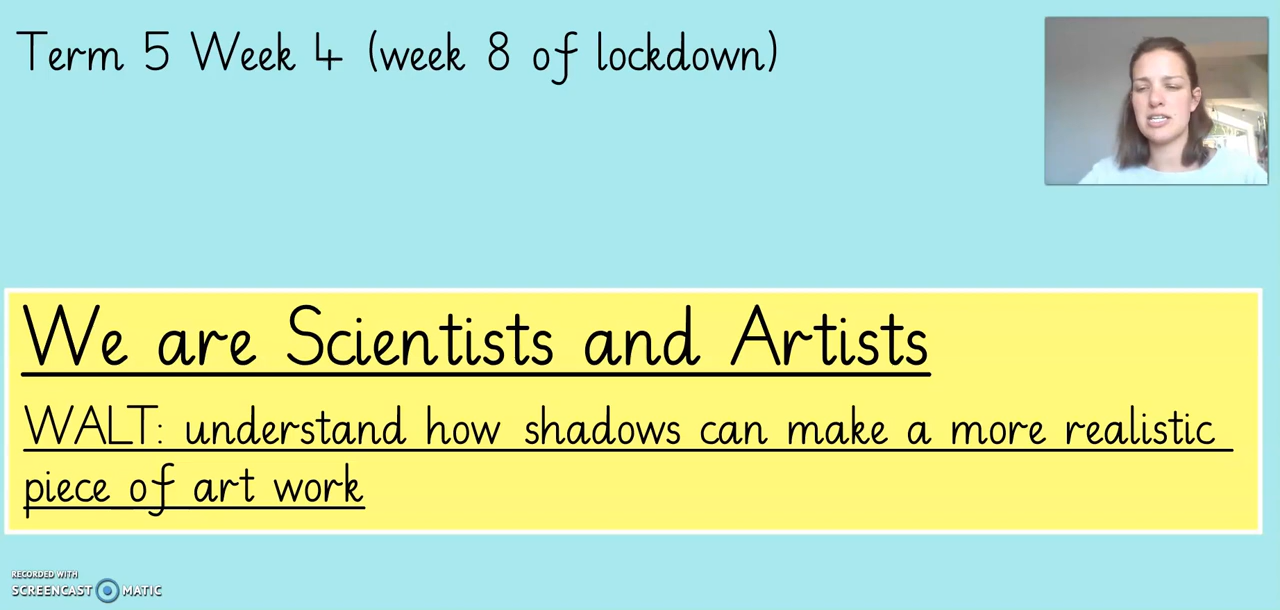 Term 5 Week 4 (week 8 of lockdown)
We are Scientists and Artists
WALT: understand how shadows can make a more realistic
piece of art work
RECORDED WITH
SCREENCAST MATIC